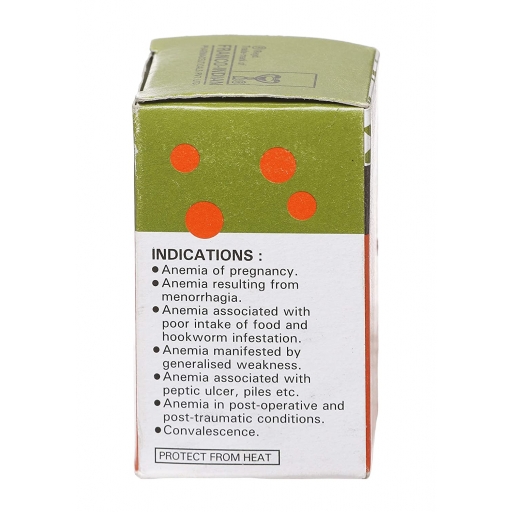 FRANCO-INDIAN
INDICATIONS :
● Anemia of pregnancy.
● Anemia resulting from
menorrhagia.
● Anemia associated with
poor intake of food and
hookworm infestation.
● Anemia manifested by
generalised weakness.
● Anemia associated with
peptic ulcer, piles etc.
● Anemia in post-operative and
post-traumatic conditions.
● Convalescence.
PROTECT FROM HEAT